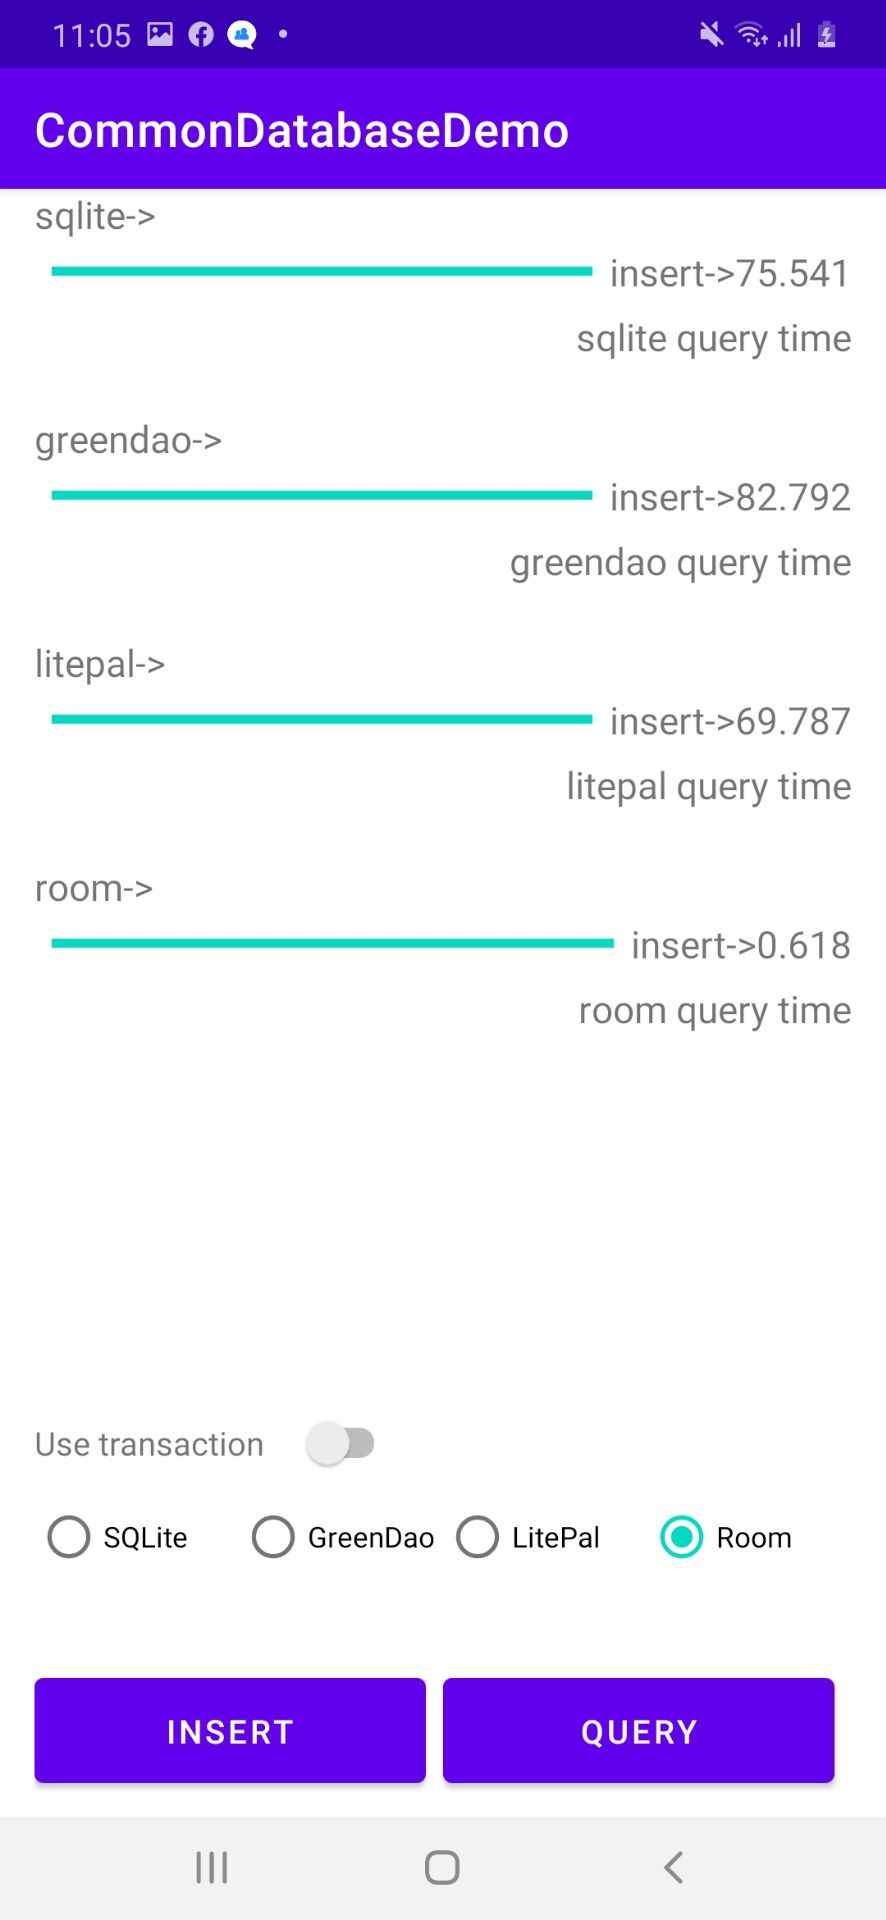 11:05
CommonDatabaseDemo
sqlite->
insert->75.541
sqlite query time
greendao->
insert->82.792
greendao query time
litepal->
insert->69.787
litepal query time
room->
insert->0.618
room query time
Use transaction
SQLite GreenDao LitePal Room
INSERT QUERY